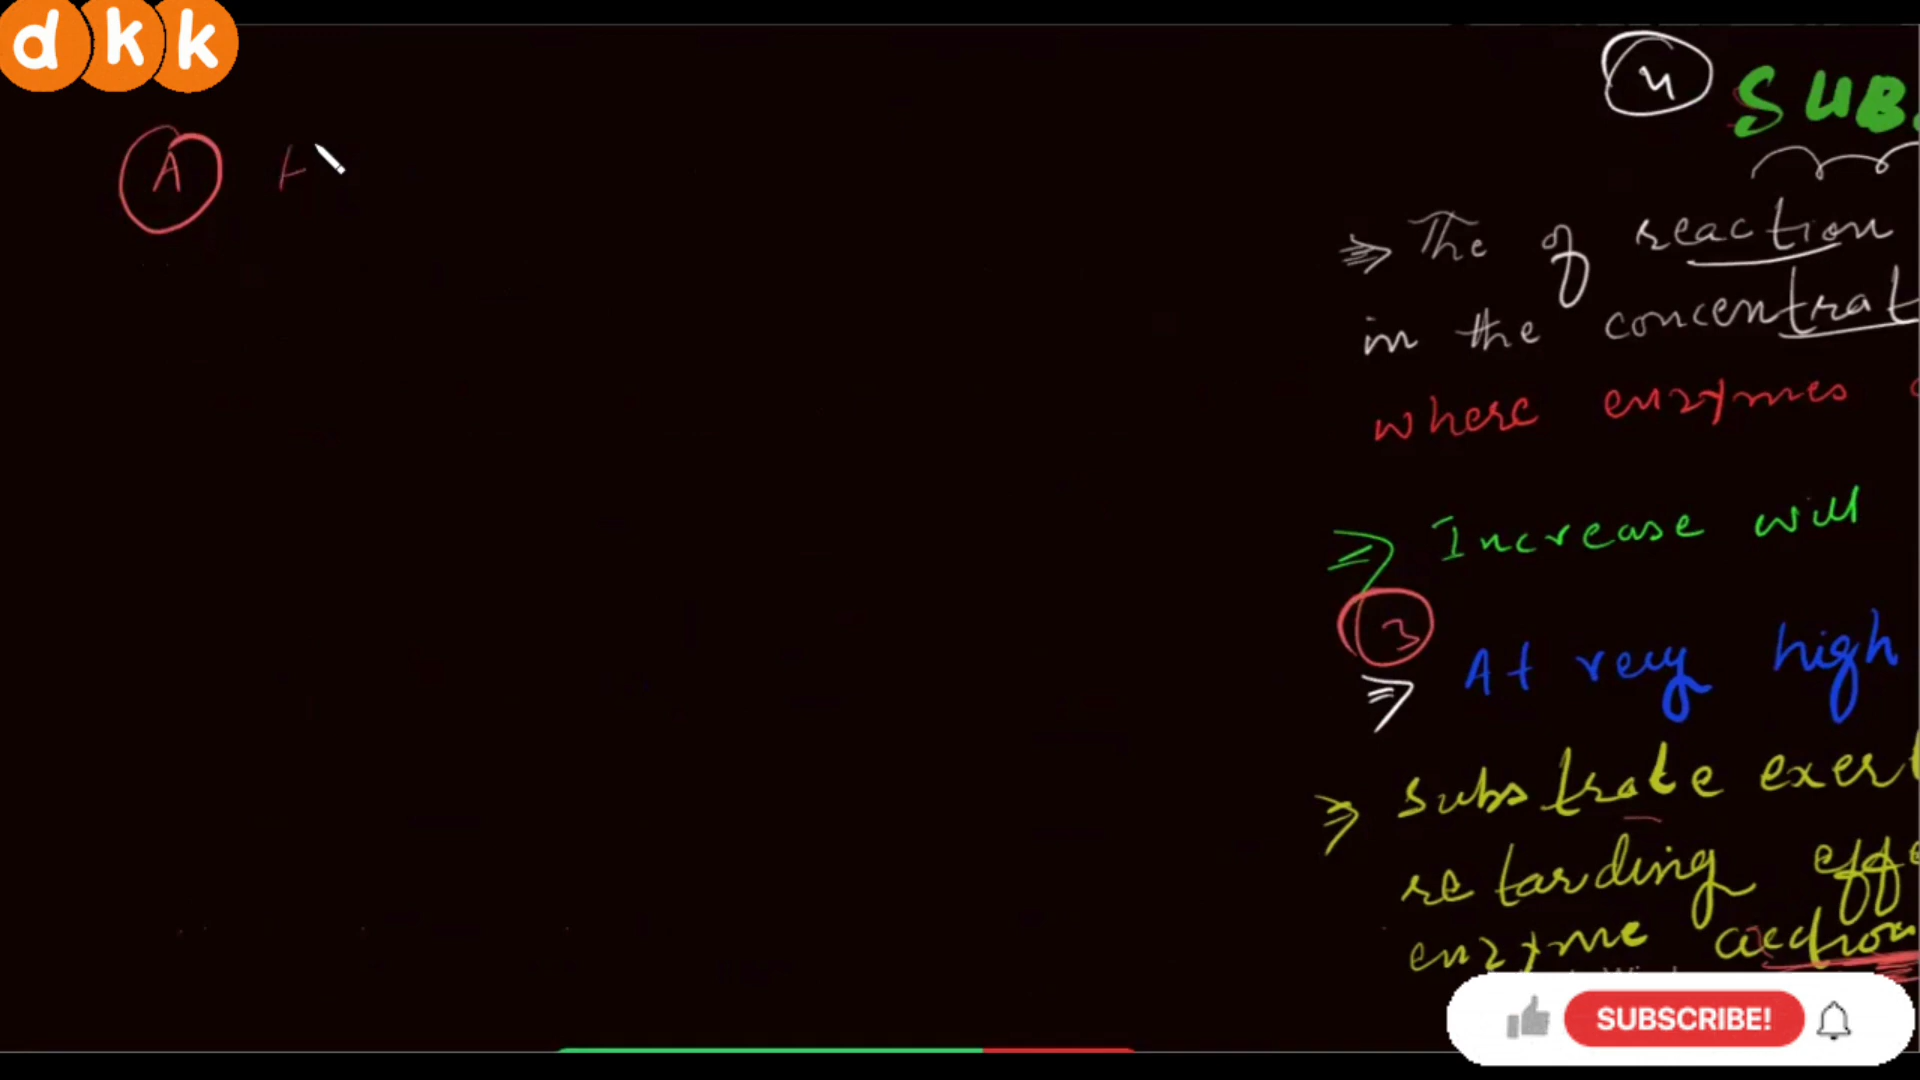 dkk
4 SUB.
A
⇒ The of reaction
in the concentrat
where enzymes
⇒ Increase will
3
⇒ At very high
⇒ substrate exert
retarding effe
enzyme action
SUBSCRIBE!